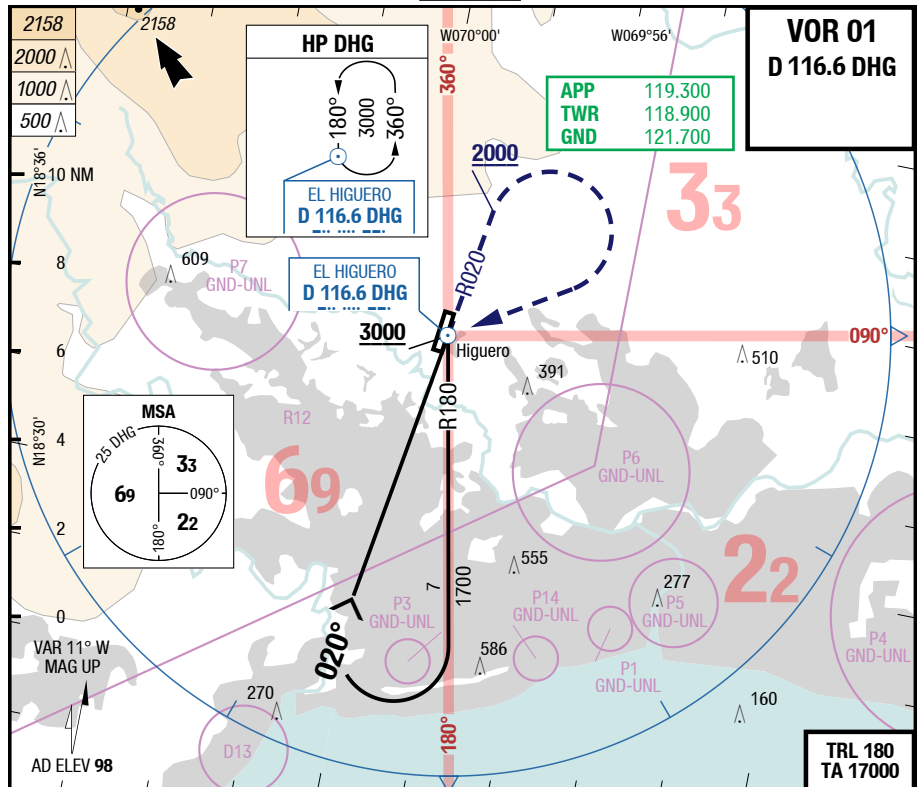 2158
2000
1000
500
2158
HP DHG
180°
3000
360°
EL HIGUERO
D 116.6 DHG
W070°00'
W069°56'
360°
VOR 01
D 116.6 DHG
APP 119.300
TWR 118.900
GND 121.700
N18°36'
10 NM
2000
33
609
P7
GND-UNL
8
EL HIGUERO
D 116.6 DHG
R020
3000
Higuero
090°
6
391
510
R180
MSA
25 DHG
360°
33
69
090°
22
180°
N18°30'
4
R12
69
P6
GND-UNL
2
555
22
7
1700
P3
GND-UNL
P14
GND-UNL
277
P5
GND-UNL
0
020°
586
P1
GND-UNL
P4
GND-UNL
VAR 11° W
MAG UP
270
160
D13
180°
AD ELEV 98
TRL 180
TA 17000